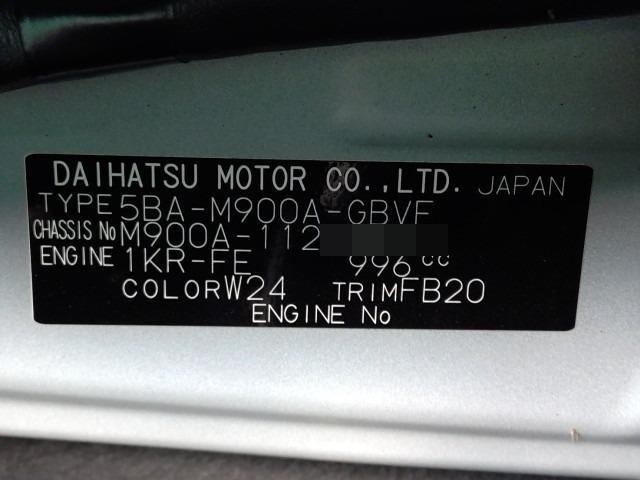 DAIHATSU MOTOR CO.,LTD. JAPAN
TYPE 5BA-M900A-GBVF
CHASSIS No M900A-112
ENGINE 1KR-FE 996 cc
COLOR W24 TRIM FB20
ENGINE No